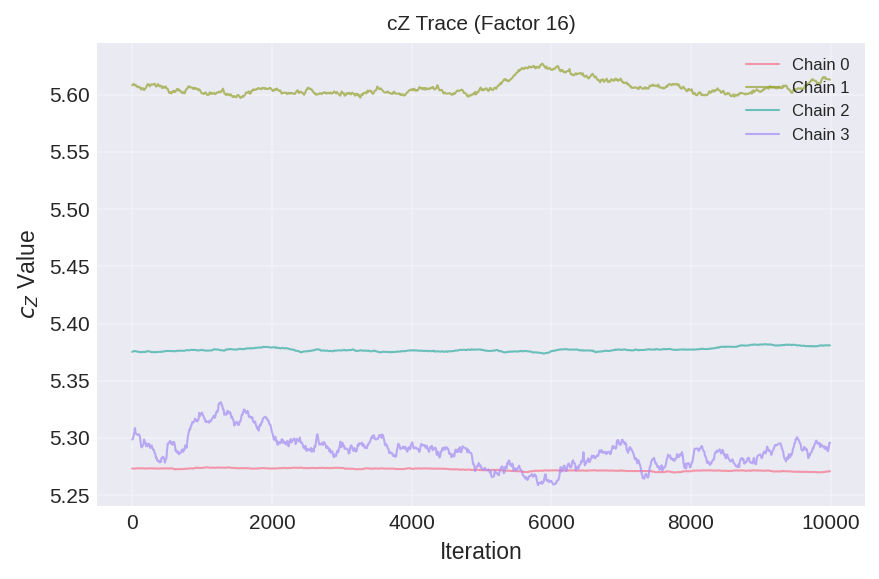 cZ Trace (Factor 16)
Chain 0
Chain 1
Chain 2
Chain 3
5.60
5.55
5.50
5.45
5.40
5.35
5.30
5.25
cZ Value
0 2000 4000 6000 8000 10000
Iteration